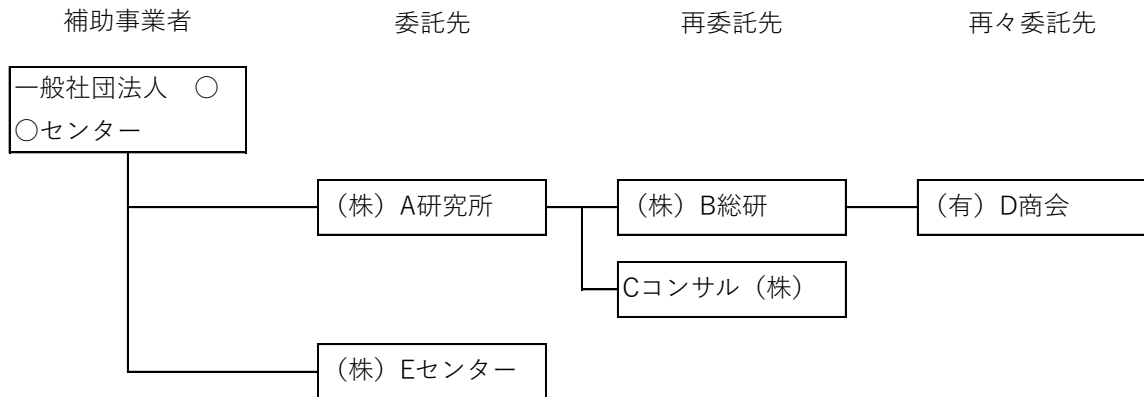 補助事業者
委託先
再委託先
再々委託先
一般社団法人　○
○センター
（株）A研究所
（株）B総研
（有）D商会
Cコンサル（株）
（株）Eセンター